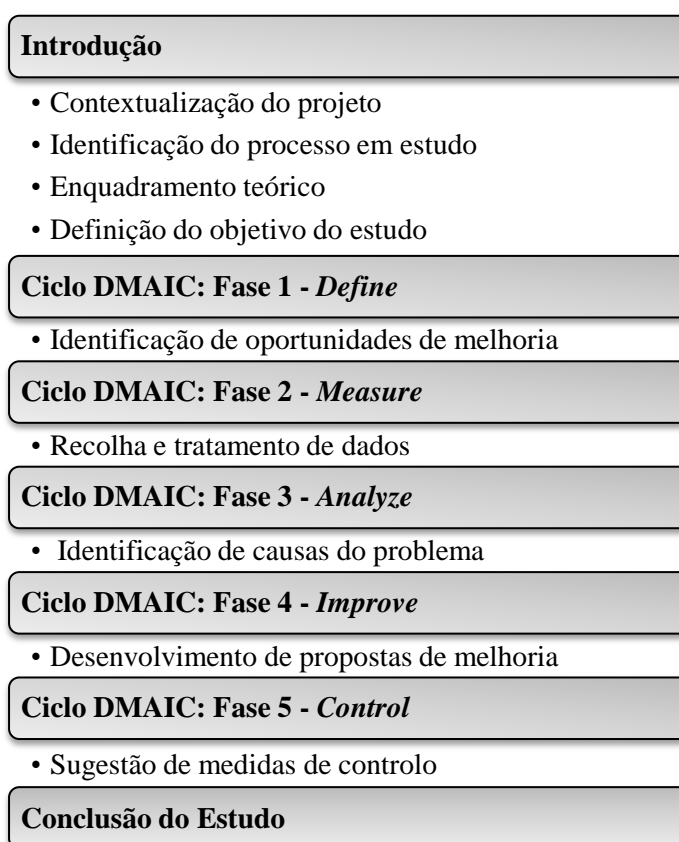 Introdução
• Contextualização do projeto
• Identificação do processo em estudo
• Enquadramento teórico
• Definição do objetivo do estudo
Ciclo DMAIC: Fase 1 - Define
• Identificação de oportunidades de melhoria
Ciclo DMAIC: Fase 2 - Measure
• Recolha e tratamento de dados
Ciclo DMAIC: Fase 3 - Analyze
• Identificação de causas do problema
Ciclo DMAIC: Fase 4 - Improve
• Desenvolvimento de propostas de melhoria
Ciclo DMAIC: Fase 5 - Control
• Sugestão de medidas de controlo
Conclusão do Estudo